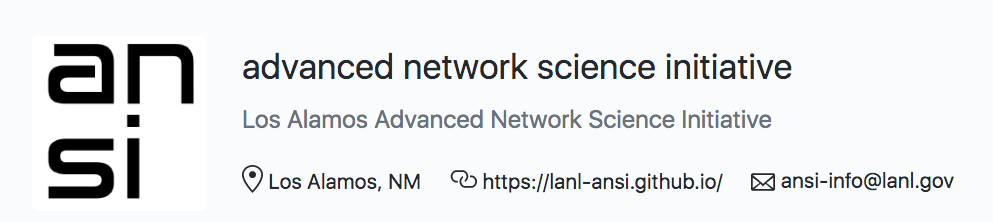 an
si
advanced network science initiative
Los Alamos Advanced Network Science Initiative
Los Alamos, NM https://lanl-ansi.github.io/ ansi-info@lanl.gov